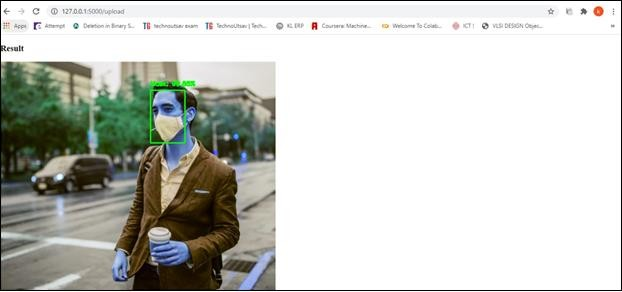 127.0.0.1:5000/upload
k
Apps Attempt Deletion in Binary S... technoutsav exam TechnoUtsav | Tech... KL ERP Coursera: Machine... Welcome To Colab... ICT ! VLSI DESIGN Objec...
Result